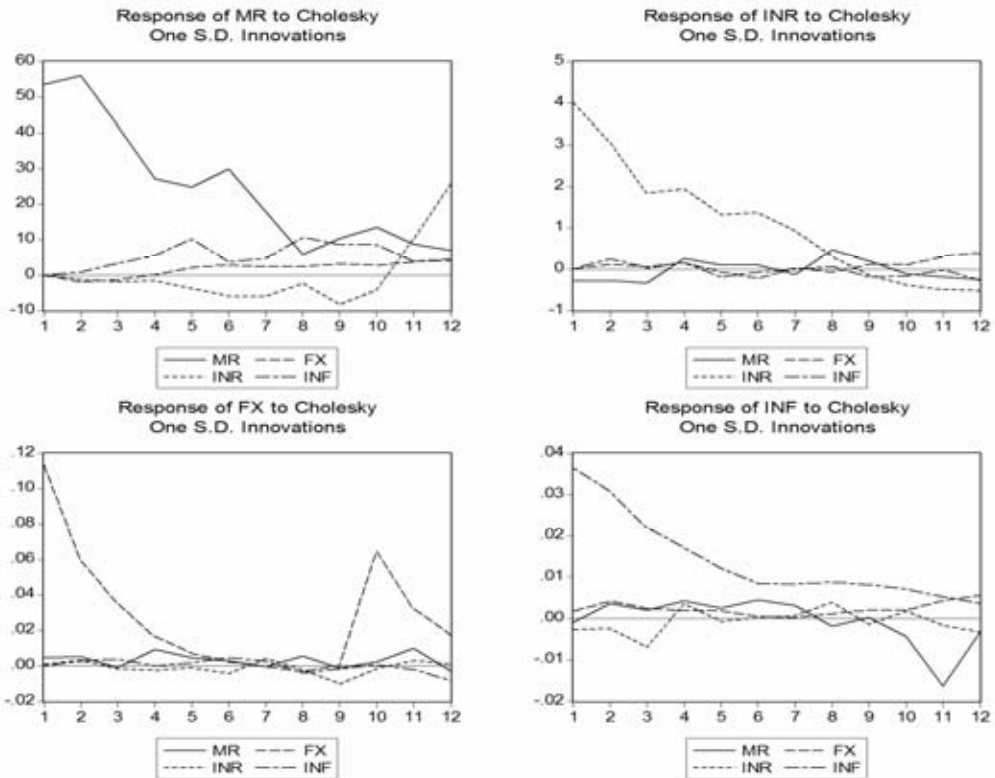 Response of MR to Cholesky
One S.D. Innovations
60
50
40
30
20
10
0
-10
1 2 3 4 5 6 7 8 9 10 11 12
MR FX
INR INF
Response of INR to Cholesky
One S.D. Innovations
5
4
3
2
1
0
-1
1 2 3 4 5 6 7 8 9 10 11 12
MR FX
INR INF
Response of FX to Cholesky
One S.D. Innovations
.12
.10
.08
.06
.04
.02
.00
-.02
1 2 3 4 5 6 7 8 9 10 11 12
MR FX
INR INF
Response of INF to Cholesky
One S.D. Innovations
.04
.03
.02
.01
.00
-.01
-.02
1 2 3 4 5 6 7 8 9 10 11 12
MR FX
INR INF